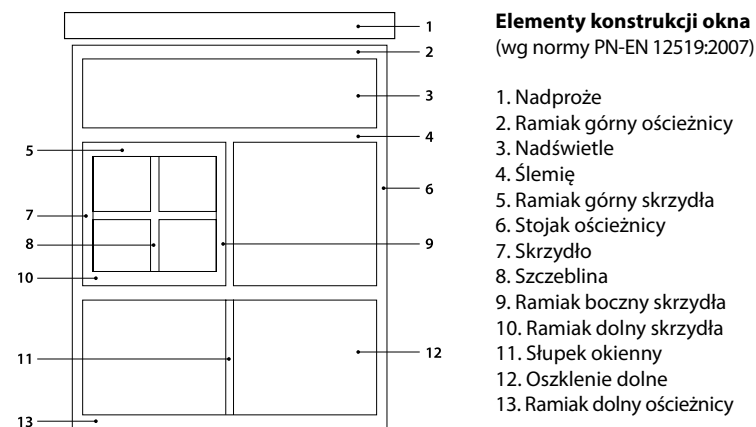 1
2
3
4
5
6
7
8
9
10
11
12
13
Elementy konstrukcji okna
(wg normy PN-EN 12519:2007)
1. Nadproże
2. Ramiak górny ościeżnicy
3. Nadświetle
4. Ślemię
5. Ramiak górny skrzydła
6. Stojak ościeżnicy
7. Skrzydło
8. Szczeblina
9. Ramiak boczny skrzydła
10. Ramiak dolny skrzydła
11. Słupek okienny
12. Oszklenie dolne
13. Ramiak dolny ościeżnicy